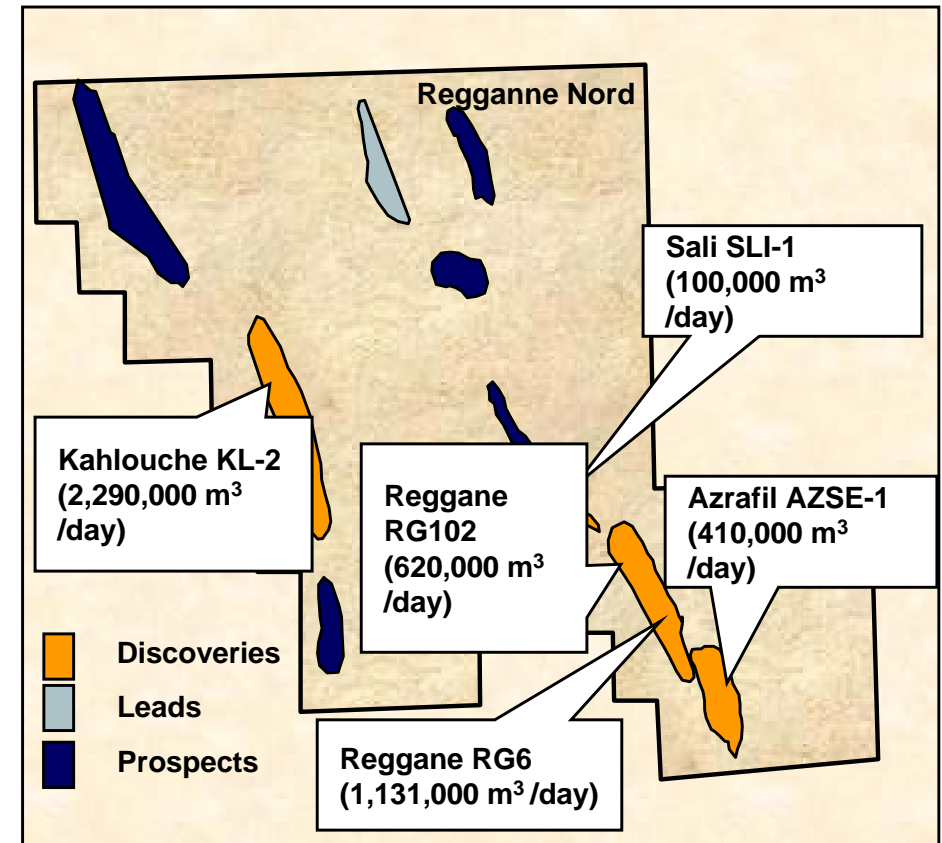 Regganne Nord
Sali SLI-1
(100,000 m³
/day)
Kahlouche KL-2
(2,290,000 m³
/day)
Reggane
RG102
(620,000 m³
/day)
Azrafil AZSE-1
(410,000 m³
/day)
Discoveries
Leads
Prospects
Reggane RG6
(1,131,000 m³ /day)